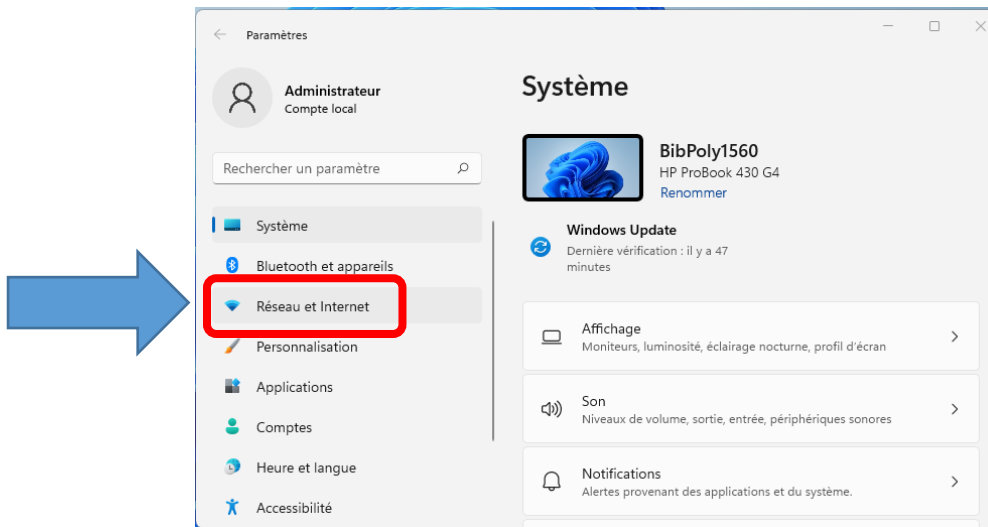 Paramètres
Administrateur
Compte local
Rechercher un paramètre
Système
Bluetooth et appareils
Réseau et Internet
Personnalisation
Applications
Comptes
Heure et langue
Accessibilité
Système
BibPoly1560
HP ProBook 430 G4
Renommer
Windows Update
Dernière vérification : il y a 47
minutes
Affichage
Moniteurs, luminosité, éclairage nocturne, profil d'écran
Son
Niveaux de volume, sortie, entrée, périphériques sonores
Notifications
Alertes provenant des applications et du système.